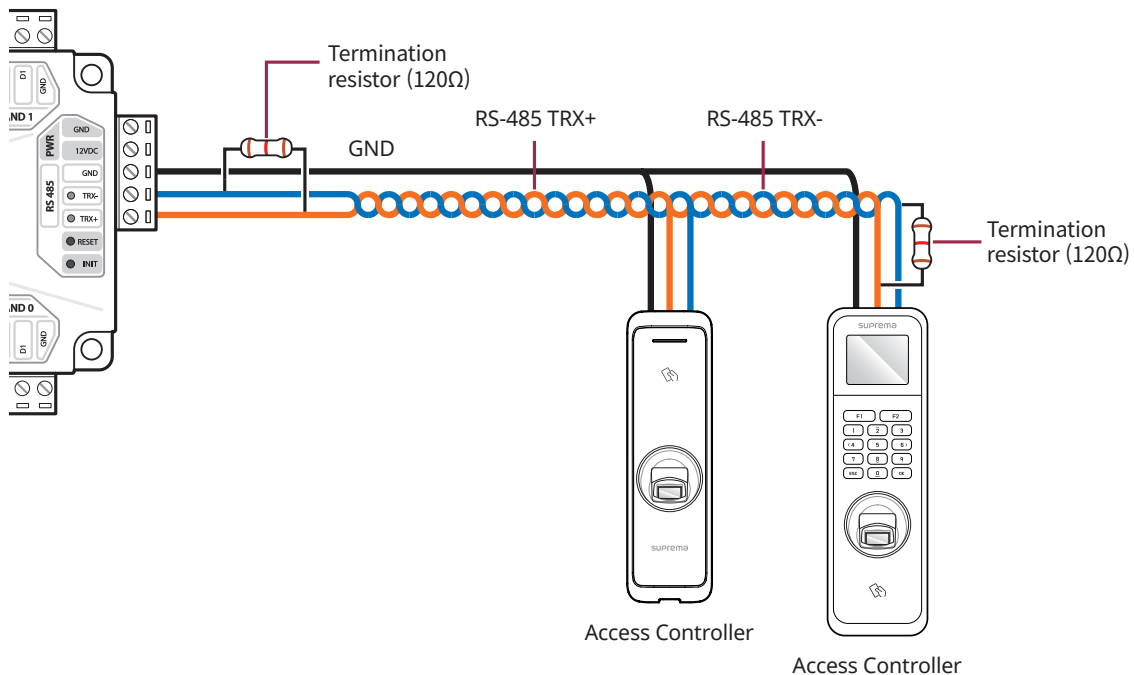 D1
GND
AND 1
PWR
GND
12VDC
RS 485
GND
TRX-
TRX+
RESET
INIT
AND 0
D1
GND
Termination
resistor (120Ω)
GND
RS-485 TRX+
RS-485 TRX-
Termination
resistor (120Ω)
suprema
Access Controller
suprema
F1 F2
1 2 3
‹4 5 6›
7 8 9
ESC 0 OK
Access Controller